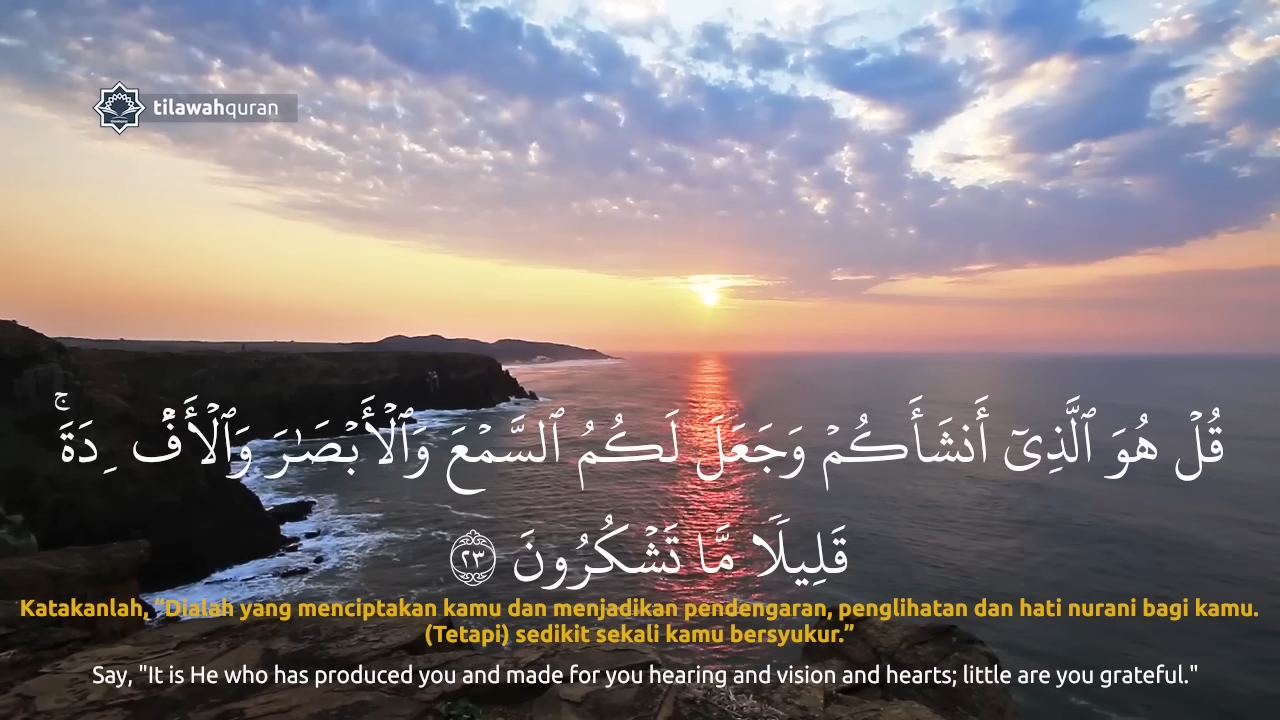 tilawahquran
قُلْ هُوَ ٱلَّذِىٓ أَنشَأَكُمْ وَجَعَلَ لَكُمُ ٱلسَّمْعَ وَٱلْأَبْصَـٰرَ وَٱلْأَفْـِٔدَةَ ۚ
قَلِيلًا مَّا تَشْكُرُونَ ٢٣
Katakanlah, “Dialah yang menciptakan kamu dan menjadikan pendengaran, penglihatan dan hati nurani bagi kamu.
(Tetapi) sedikit sekali kamu bersyukur.”
Say, "It is He who has produced you and made for you hearing and vision and hearts; little are you grateful."